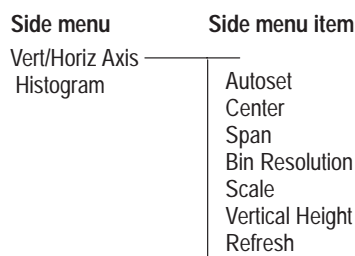 Side menu Side menu item
Vert/Horiz Axis
Histogram
Autoset
Center
Span
Bin Resolution
Scale
Vertical Height
Refresh